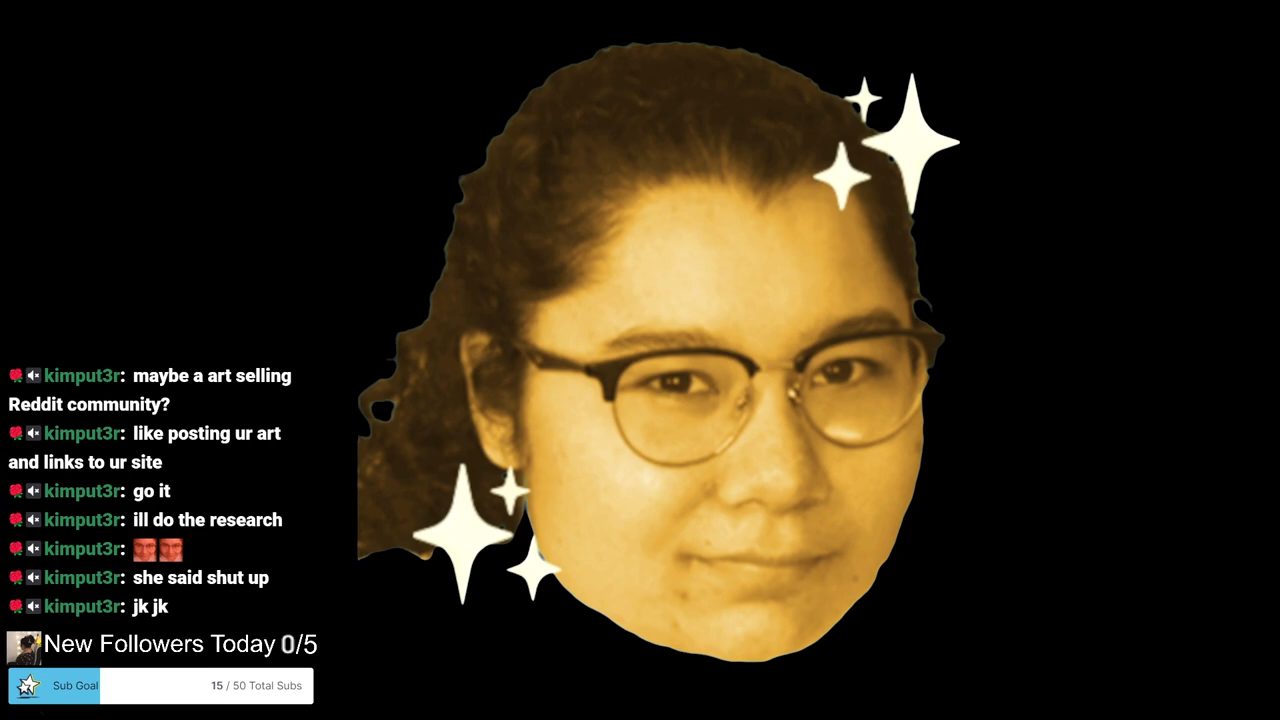 kimput3r: maybe a art selling
Reddit community?
kimput3r: like posting ur art
and links to ur site
kimput3r: go it
kimput3r: ill do the research
kimput3r:
kimput3r: she said shut up
kimput3r: jk jk
New Followers Today 0/5
Sub Goal 15 / 50 Total Subs